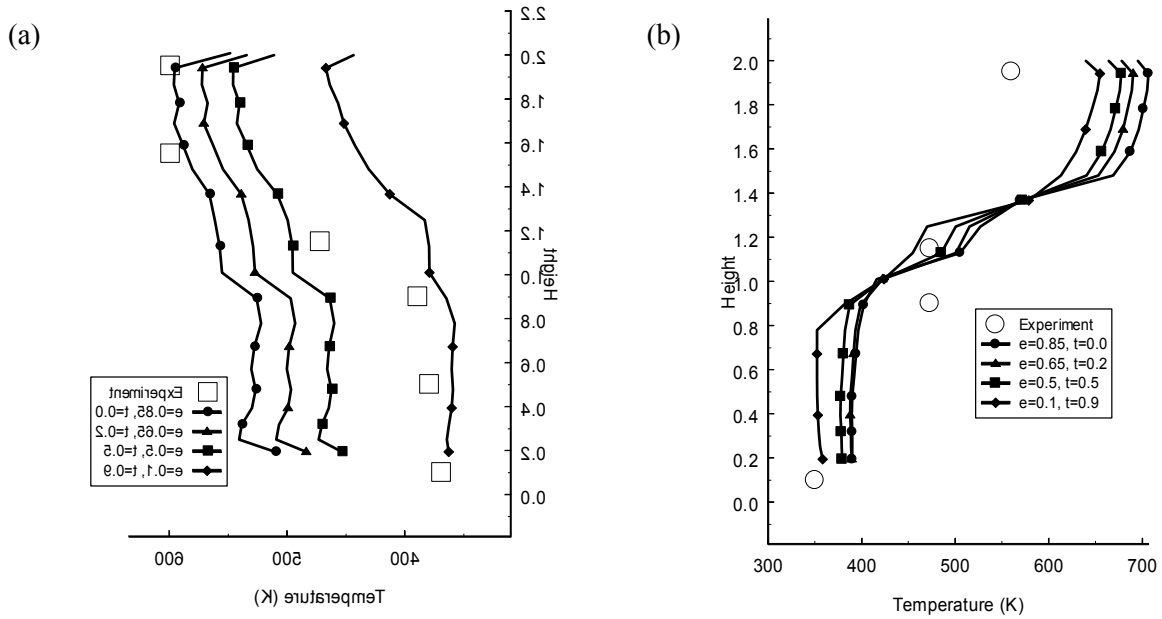 (a)
2.2
2.0
1.8
1.6
1.4
1.2
1.0
0.8
0.6
0.4
0.2
0.0
Height
Experiment
e=0.85, t=0.0
e=0.65, t=0.2
e=0.5, t=0.5
e=0.1, t=0.9
600
500
400
Temperature (K)
(b)
2.0
1.8
1.6
1.4
1.2
1.0
0.8
0.6
0.4
0.2
0.0
Height
Experiment
e=0.85, t=0.0
e=0.65, t=0.2
e=0.5, t=0.5
e=0.1, t=0.9
300
400
500
600
700
Temperature (K)